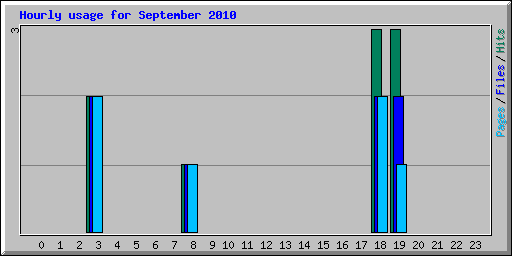 Hourly usage for September 2010
3
Pages / Files / Hits
0 1 2 3 4 5 6 7 8 9 10 11 12 13 14 15 16 17 18 19 20 21 22 23